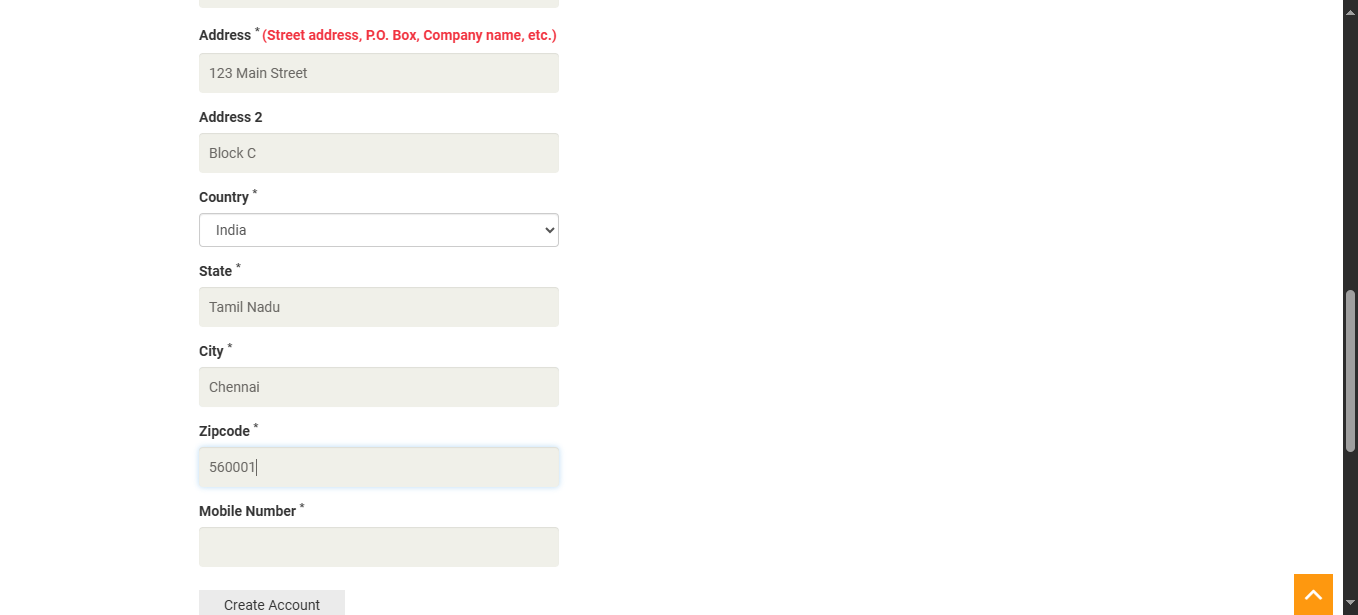 Address * (Street address, P.O. Box, Company name, etc.)
123 Main Street
Address 2
Block C
Country *
India
State *
Tamil Nadu
City *
Chennai
Zipcode *
560001
Mobile Number *
Create Account